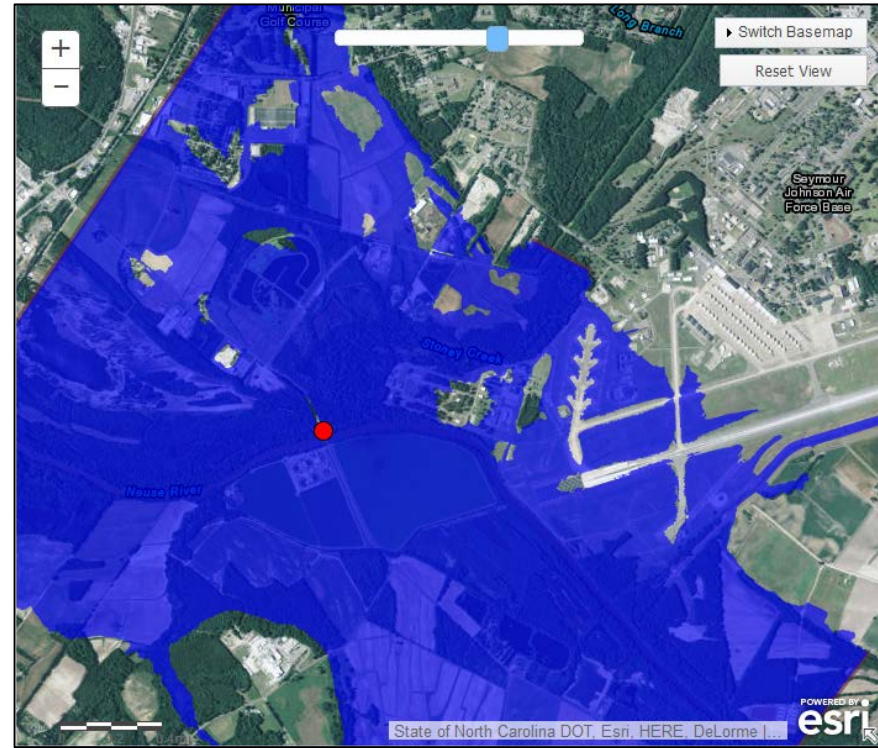 Municipal
Golf Course
Long Branch
Switch Basemap
Reset View
+
−
Seymour
Johnson Air
Force Base
Stoney Creek
Neuse River
State of North Carolina DOT, Esri, HERE, DeLorme |...
POWERED BY
esri